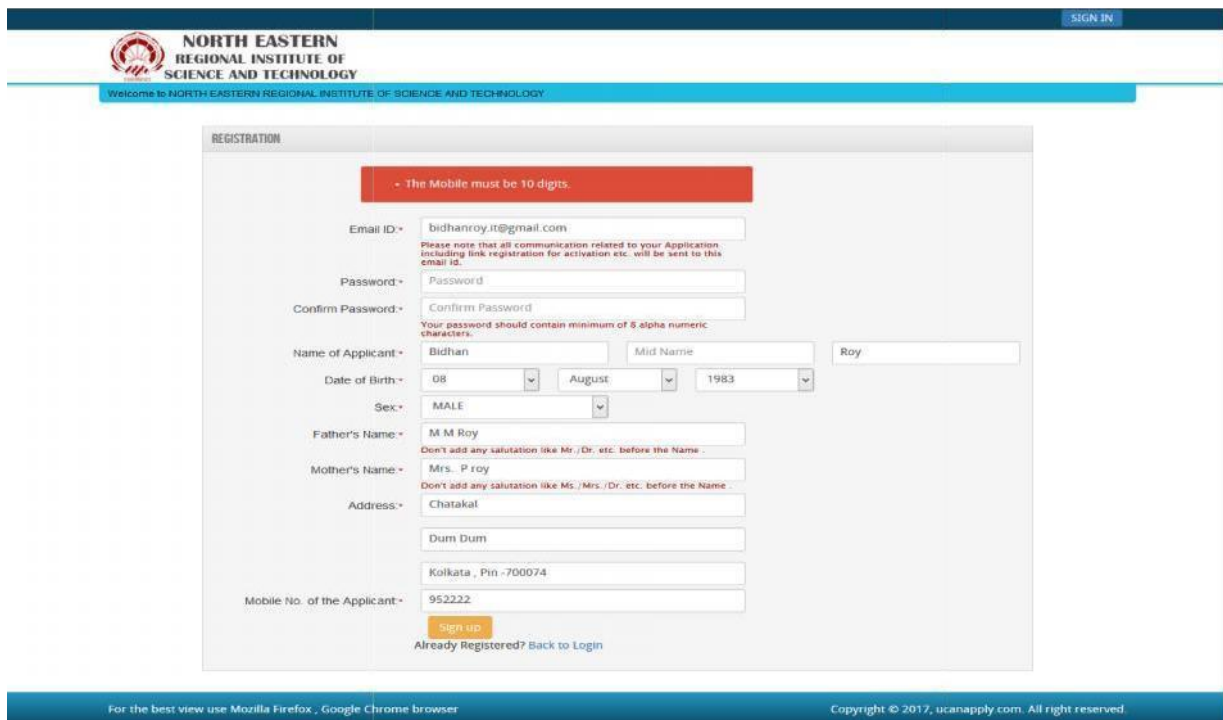 SIGN IN
NORTH EASTERN
REGIONAL INSTITUTE OF
SCIENCE AND TECHNOLOGY
Welcome to NORTH EASTERN REGIONAL INSTITUTE OF SCIENCE AND TECHNOLOGY
REGISTRATION
• The Mobile must be 10 digits.
Email ID:* bidhanroy.it@gmail.com
Please note that all communication related to your Application
including link registration for activation etc. will be sent to this
email id.
Password:* Password
Confirm Password:* Confirm Password
Your password should contain minimum of 8 alpha numeric
characters.
Name of Applicant:* Bidhan Mid Name Roy
Date of Birth:* 08 August 1983
Sex:* MALE
Father's Name:* M M Roy
Don't add any salutation like Mr./Dr. etc. before the Name .
Mother's Name:* Mrs. P roy
Don't add any salutation like Ms./Mrs./Dr. etc. before the Name .
Address:* Chatakal
Dum Dum
Kolkata , Pin -700074
Mobile No. of the Applicant:* 952222
Sign up
Already Registered? Back to Login
For the best view use Mozilla Firefox , Google Chrome browser Copyright © 2017, ucanapply.com. All right reserved.